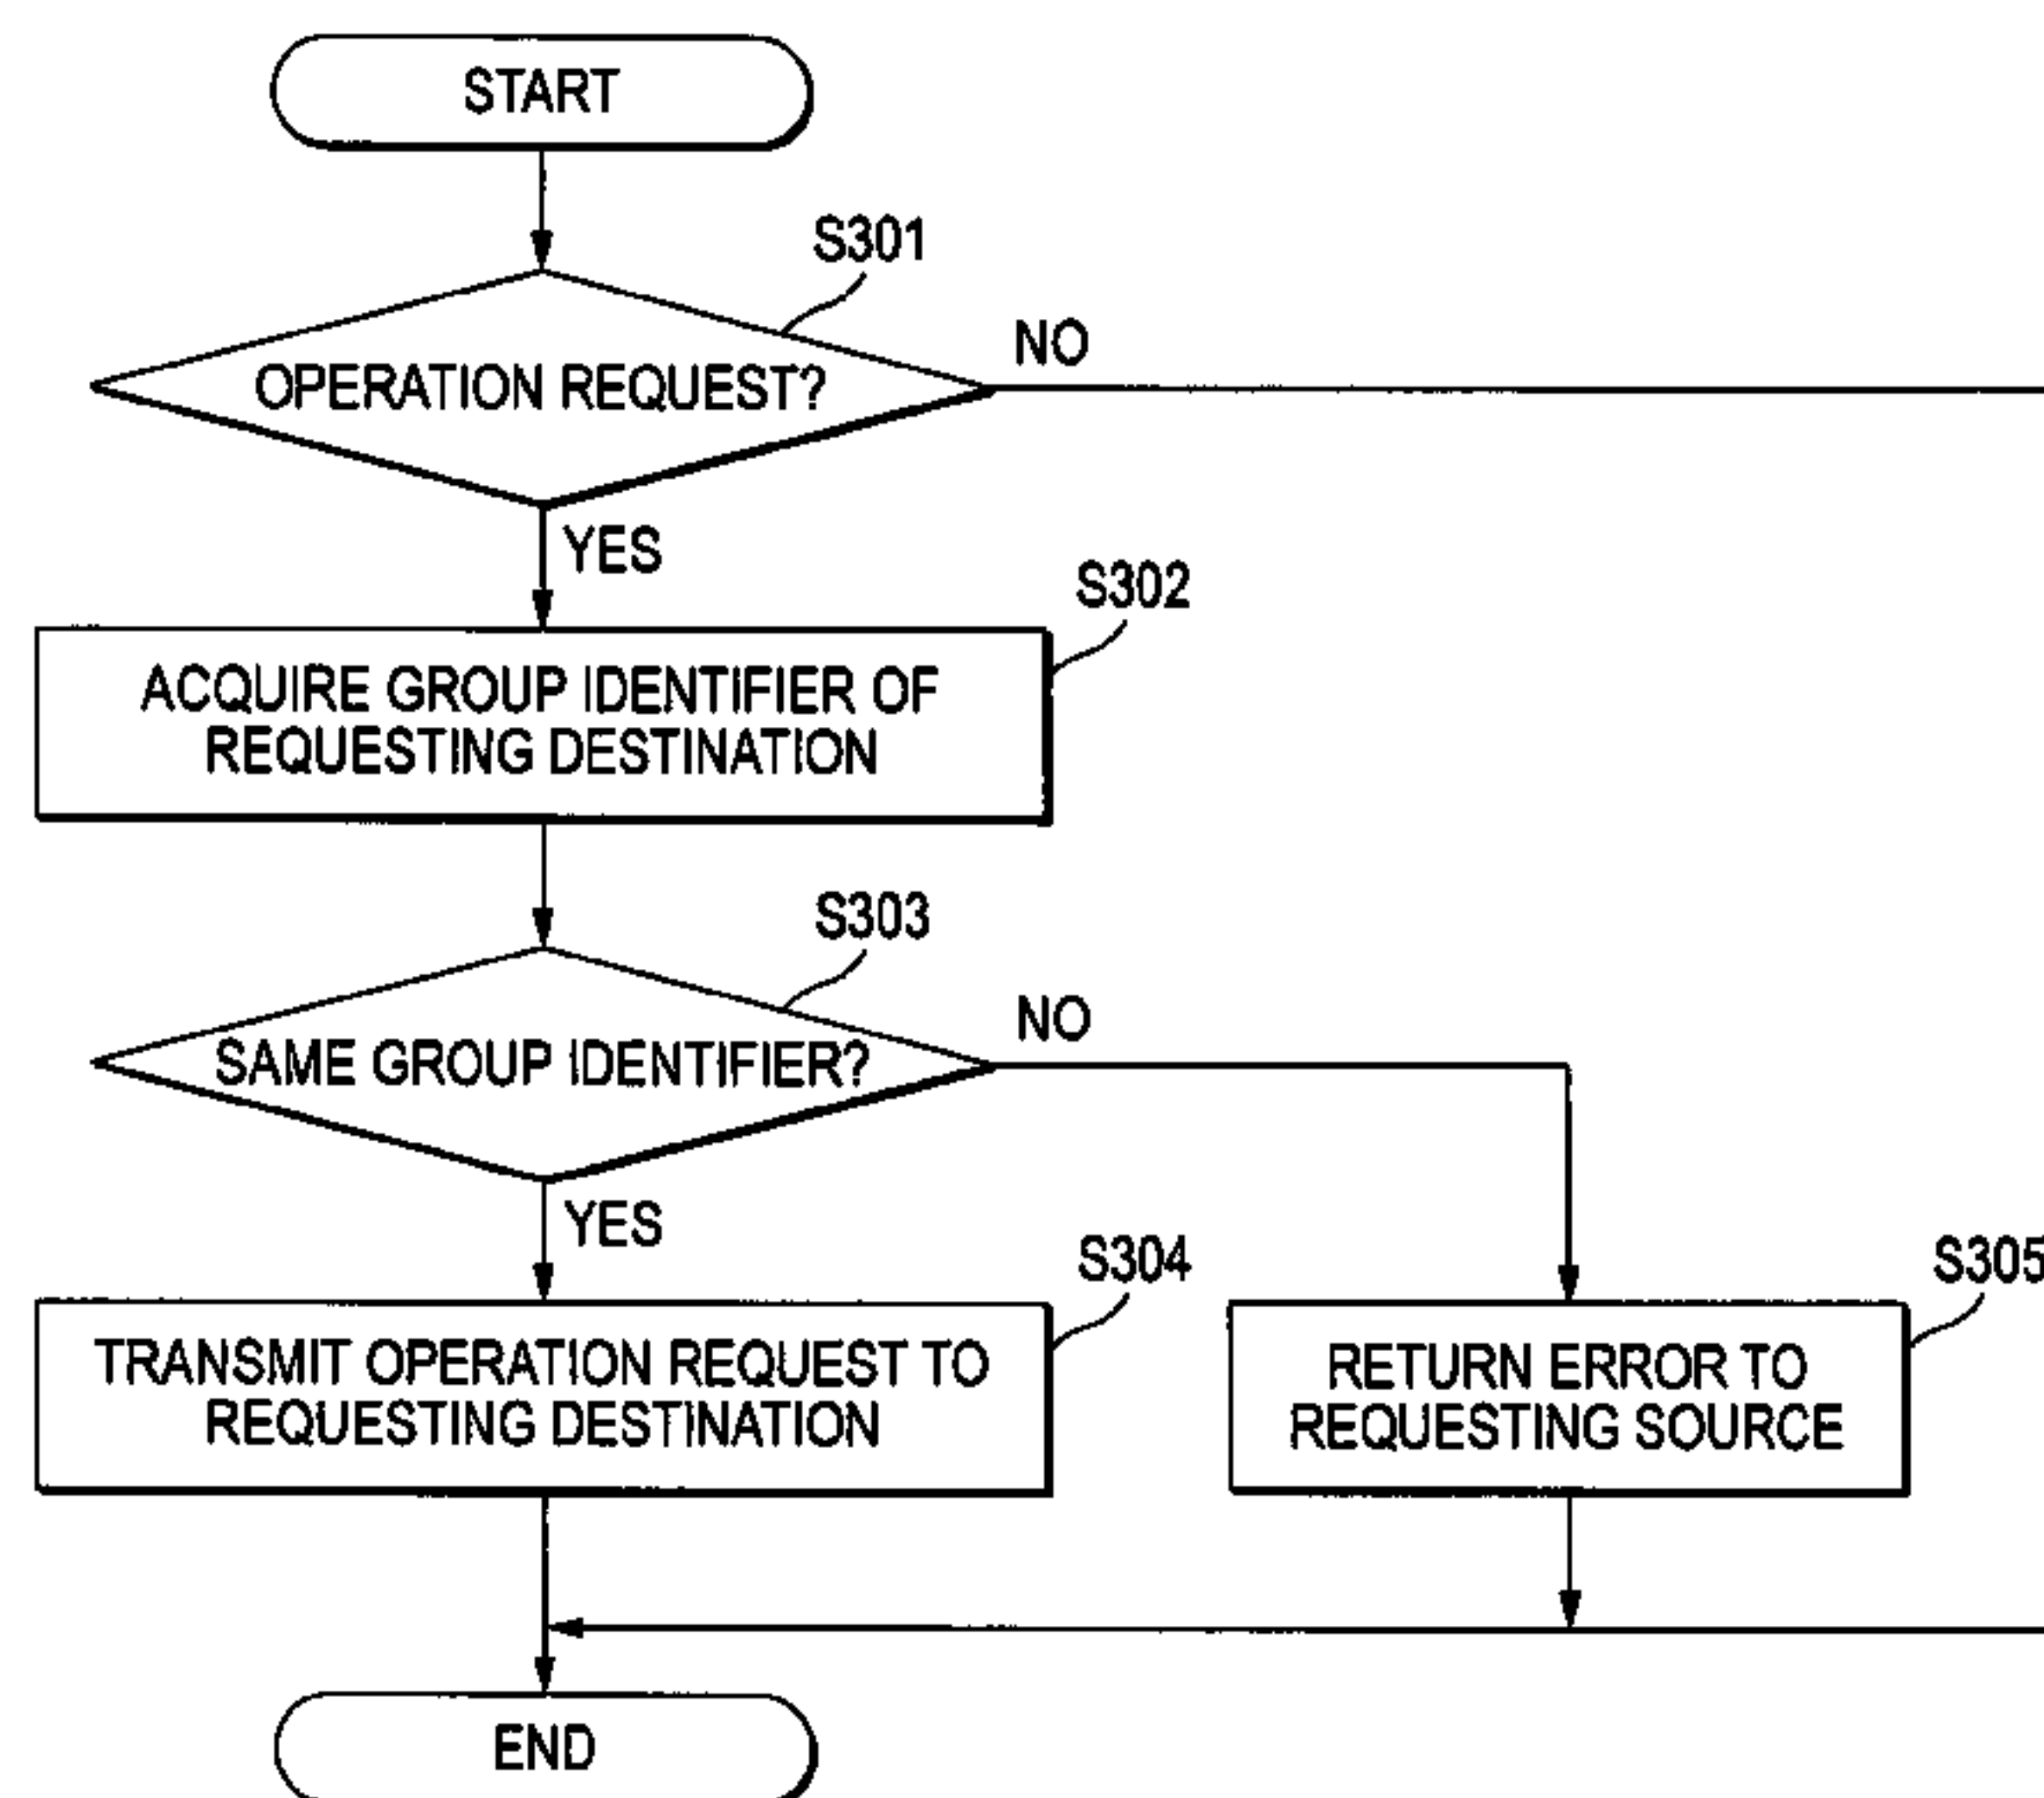 START
S301
NO
OPERATION REQUEST?
YES
S302
ACQUIRE GROUP IDENTIFIER OF
REQUESTING DESTINATION
S303
NO
SAME GROUP IDENTIFIER?
YES
S304
S305
TRANSMIT OPERATION REQUEST TO
REQUESTING DESTINATION
RETURN ERROR TO
REQUESTING SOURCE
END